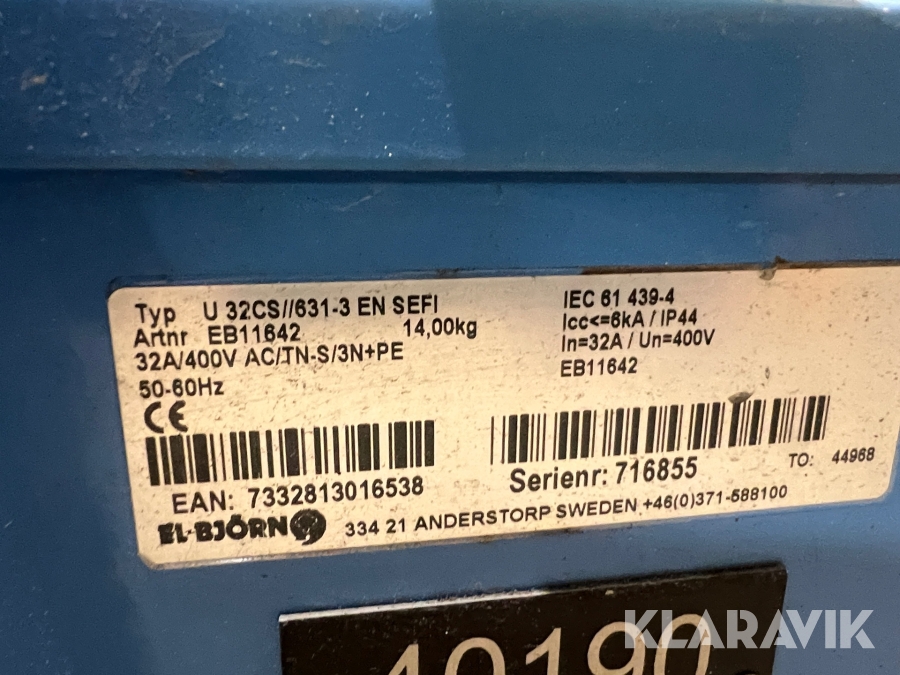 Typ U 32CS//631-3 EN SEFI
Artnr EB11642 14,00kg
32A/400V AC/TN-S/3N+PE
50-60Hz
CE
IEC 61 439-4
Icc<=6kA / IP44
In=32A / Un=400V
EB11642
EAN: 7332813016538
Serienr: 716855
TO: 44968
EL-BJÖRN 334 21 ANDERSTORP SWEDEN +46(0)371-588100
40190
KLARAVIK